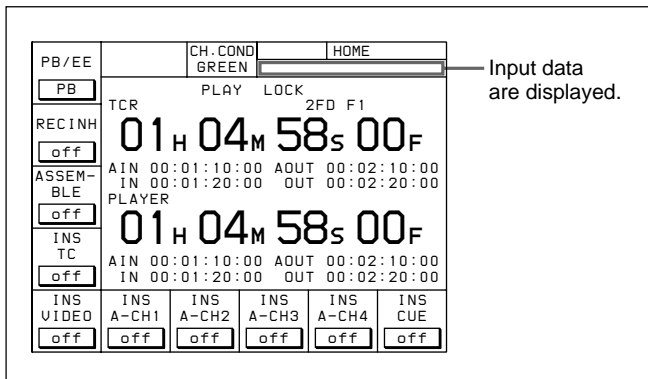 PB/EE
PB
CH.COND
GREEN
HOME
Input data
are displayed.
PLAY LOCK
TCR 2FD F1
01H 04M 58S 00F
AIN 00:01:10:00 AOUT 00:02:10:00
IN 00:01:20:00 OUT 00:02:20:00
PLAYER
01H 04M 58S 00F
AIN 00:01:10:00 AOUT 00:02:10:00
IN 00:01:20:00 OUT 00:02:20:00
RECINH
off
ASSEM-
BLE
off
INS
TC
off
INS
VIDEO
off
INS
A-CH1
off
INS
A-CH2
off
INS
A-CH3
off
INS
A-CH4
off
INS
CUE
off